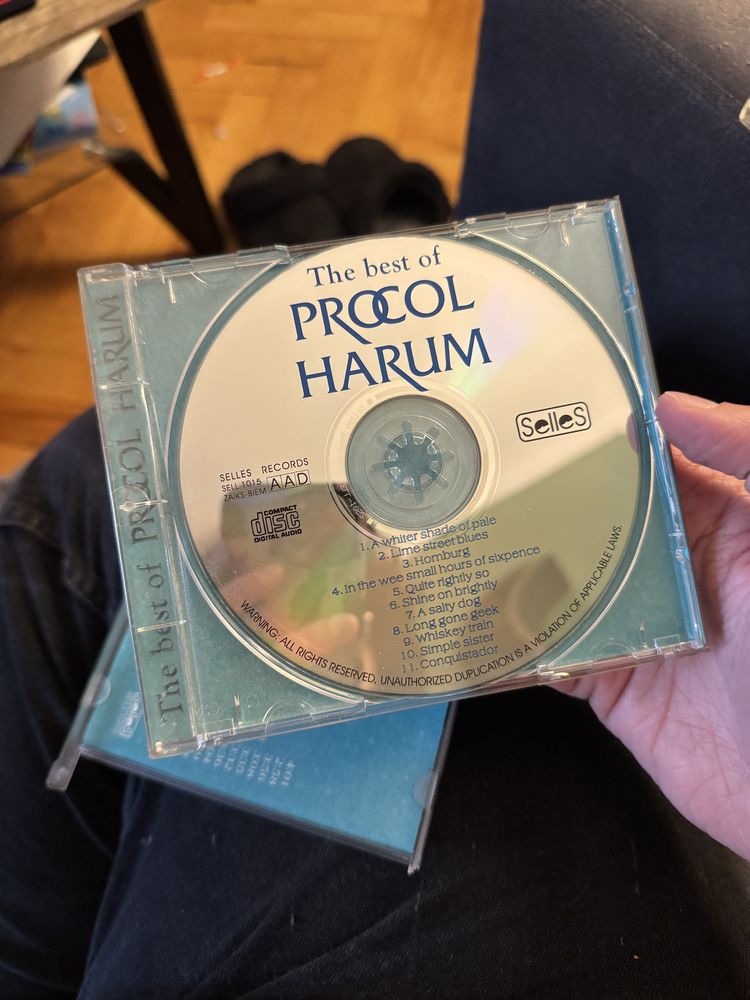 The best of PROCOL HARUM
The best of
PROCOL
HARUM
SelleS
SELLES RECORDS
SELL 1015
ZAiKS-BIEM
AAD
COMPACT
disc
DIGITAL AUDIO
1. A whiter shade of pale
2. Lime street blues
3. Homburg
4. In the wee small hours of sixpence
5. Quite rightly so
6. Shine on brightly
7. A salty dog
8. Long gone geek
9. Whiskey train
10. Simple sister
11. Conquistador
WARNING: ALL RIGHTS RESERVED, UNAUTHORIZED DUPLICATION IS A VIOLATION OF APPLICABLE LAWS.
4:01